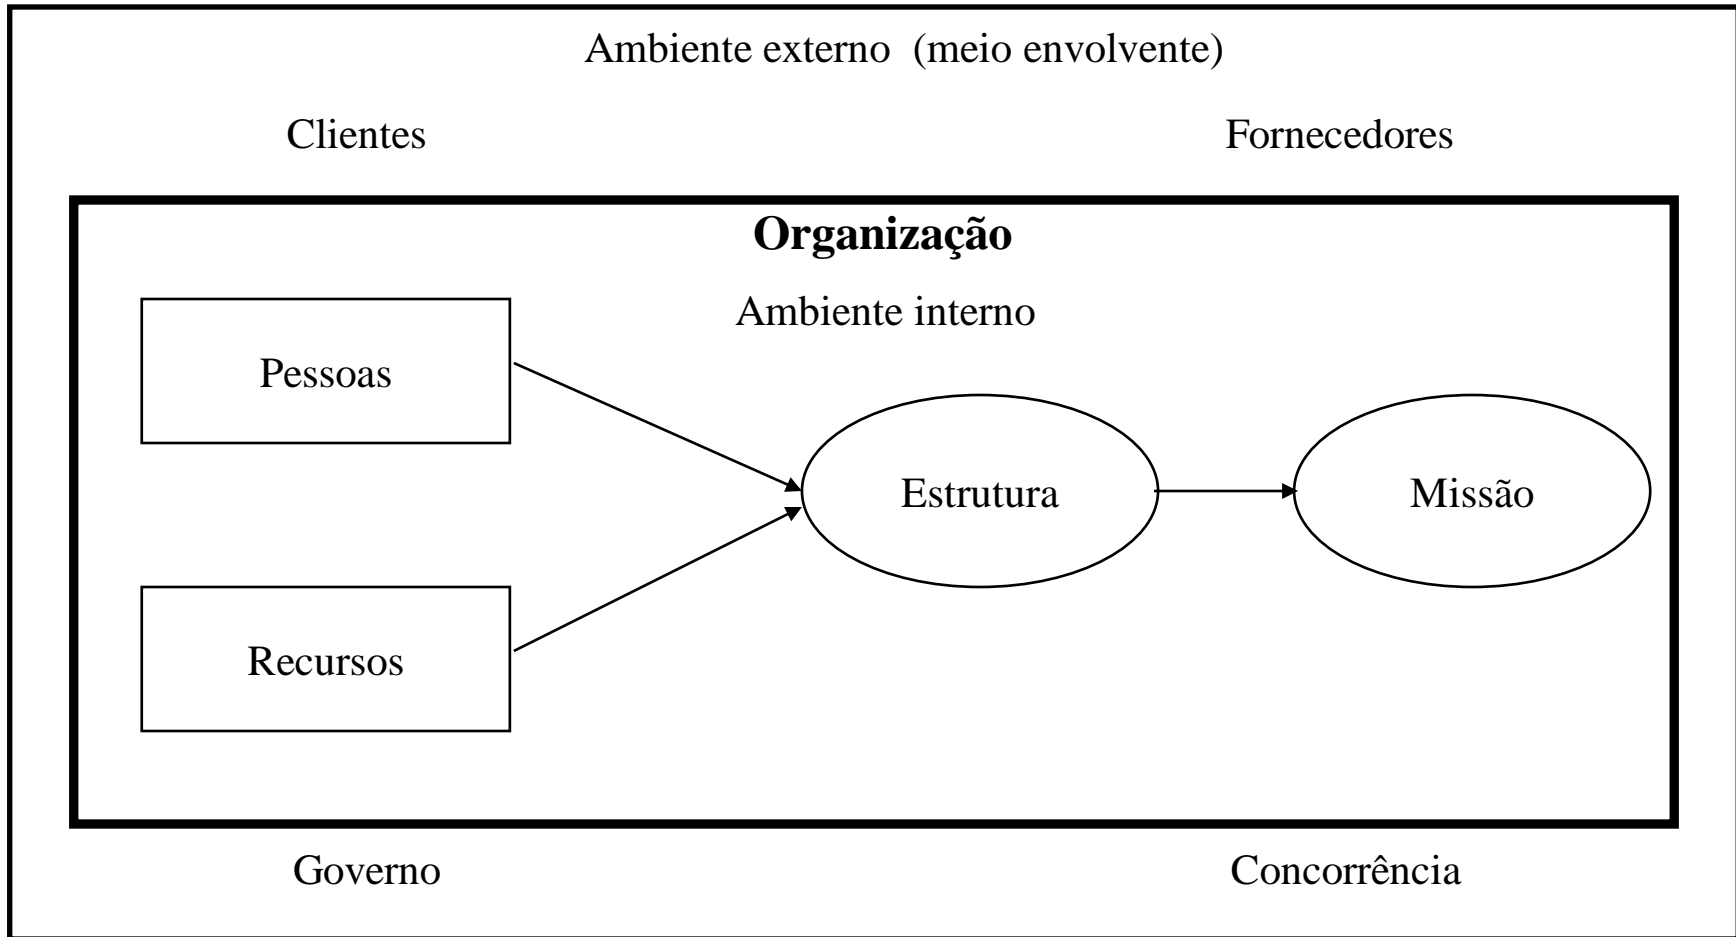 Ambiente externo (meio envolvente)
Clientes
Fornecedores
Organização
Ambiente interno
Pessoas
Estrutura
Missão
Recursos
Governo
Concorrência